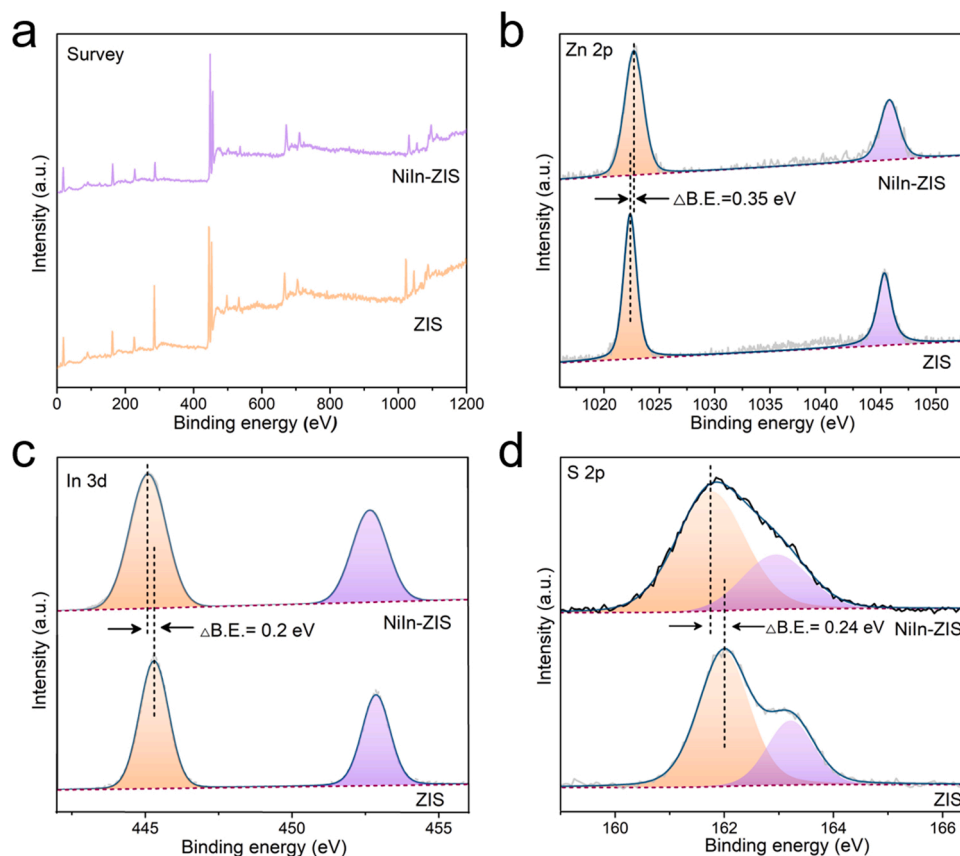 a
Survey
NiIn-ZIS
ZIS
Intensity (a.u.)
0 200 400 600 800 1000 1200
Binding energy (eV)
b
Zn 2p
NiIn-ZIS
△B.E.=0.35 eV
ZIS
Intensity (a.u.)
1020 1025 1030 1035 1040 1045 1050
Binding energy (eV)
c
In 3d
NiIn-ZIS
△B.E.= 0.2 eV
ZIS
Intensity (a.u.)
445 450 455
Binding energy (eV)
d
S 2p
NiIn-ZIS
△B.E.= 0.24 eV
ZIS
Intensity (a.u.)
160 162 164 166
Binding energy (eV)